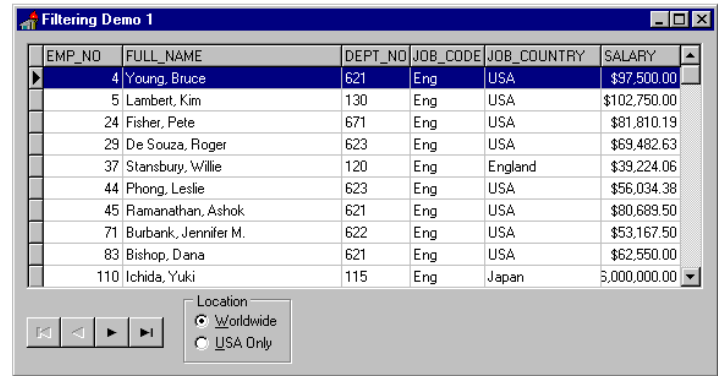 Filtering Demo 1
EMP_NO FULL_NAME DEPT_NO JOB_CODE JOB_COUNTRY SALARY
4 Young, Bruce 621 Eng USA $97,500.00
5 Lambert, Kim 130 Eng USA $102,750.00
24 Fisher, Pete 671 Eng USA $81,810.19
29 De Souza, Roger 623 Eng USA $69,482.63
37 Stansbury, Willie 120 Eng England $39,224.06
44 Phong, Leslie 623 Eng USA $56,034.38
45 Ramanathan, Ashok 621 Eng USA $80,689.50
71 Burbank, Jennifer M. 622 Eng USA $53,167.50
83 Bishop, Dana 621 Eng USA $62,550.00
110 Ichida, Yuki 115 Eng Japan 6,000,000.00
Location
Worldwide
USA Only